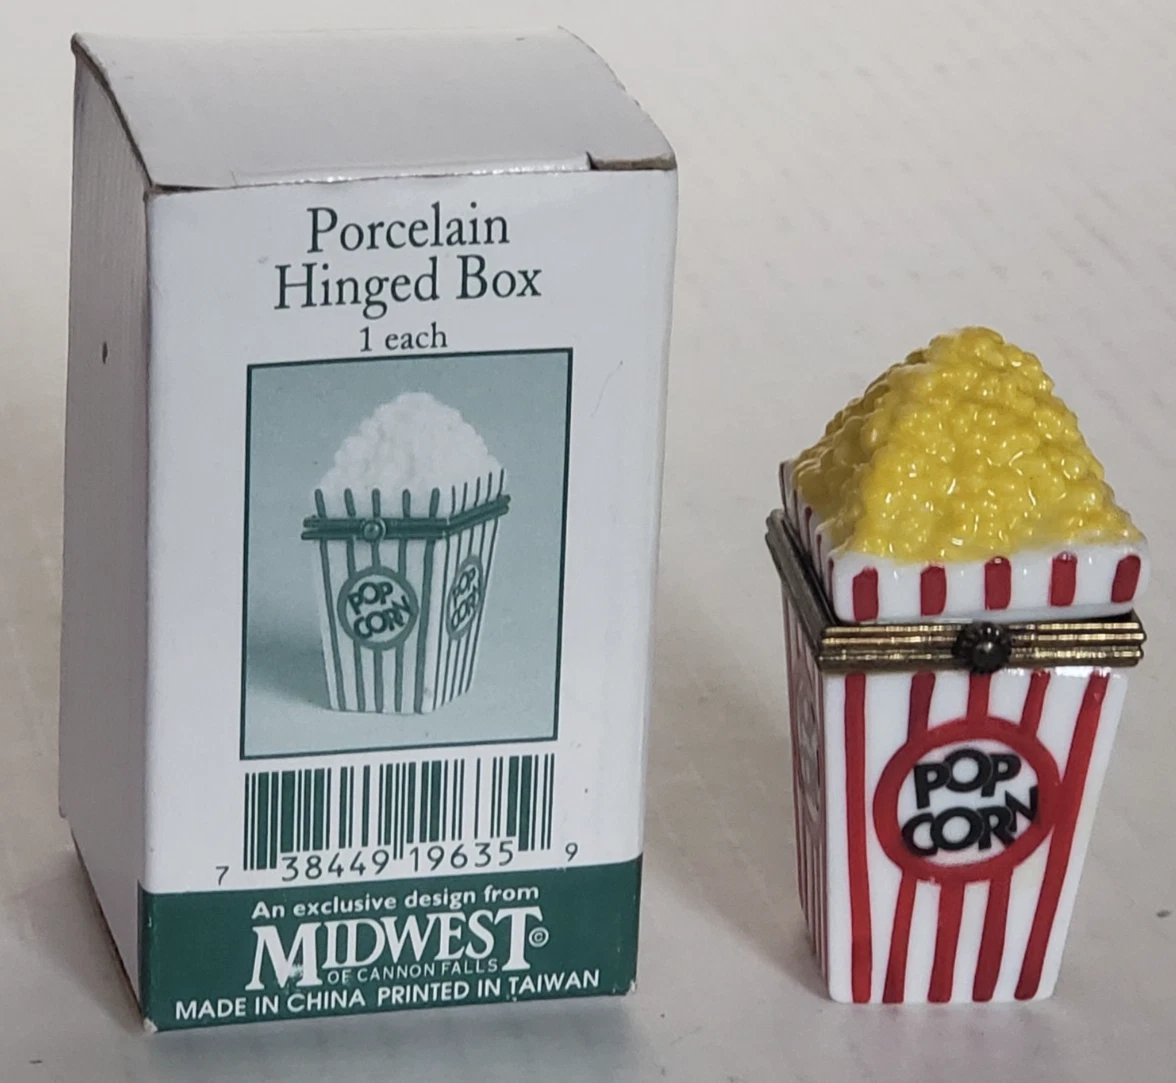 Porcelain
Hinged Box
1 each
POP
CORN
POP
CORN
7 38449 19635 9
An exclusive design from
MIDWEST©
OF CANNON FALLS
MADE IN CHINA PRINTED IN TAIWAN
POP
CORN